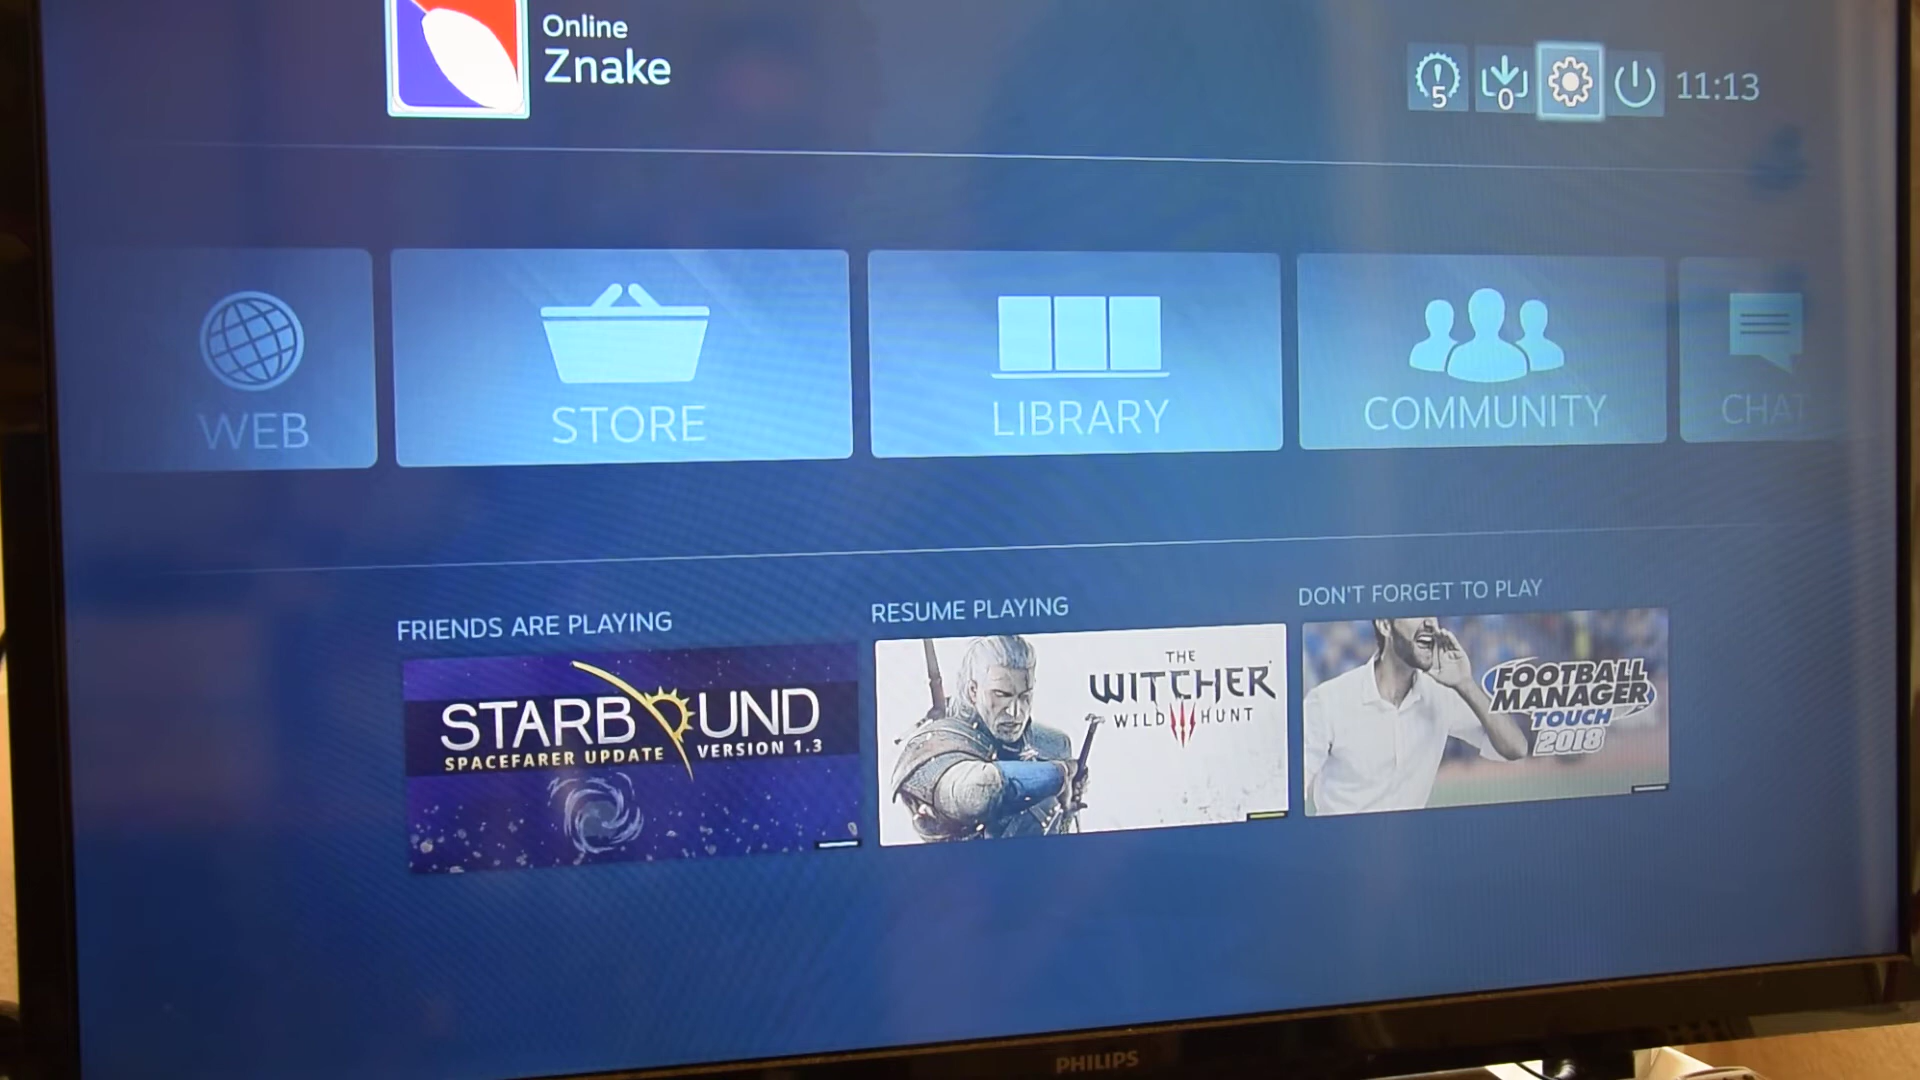 Online
Znake
5
0
11:13
WEB
STORE
LIBRARY
COMMUNITY
CHAT
FRIENDS ARE PLAYING
RESUME PLAYING
DON'T FORGET TO PLAY
STARBOUND
SPACEFARER UPDATE VERSION 1.3
THE
WITCHER
WILD HUNT
FOOTBALL
MANAGER
TOUCH
2018
PHILIPS